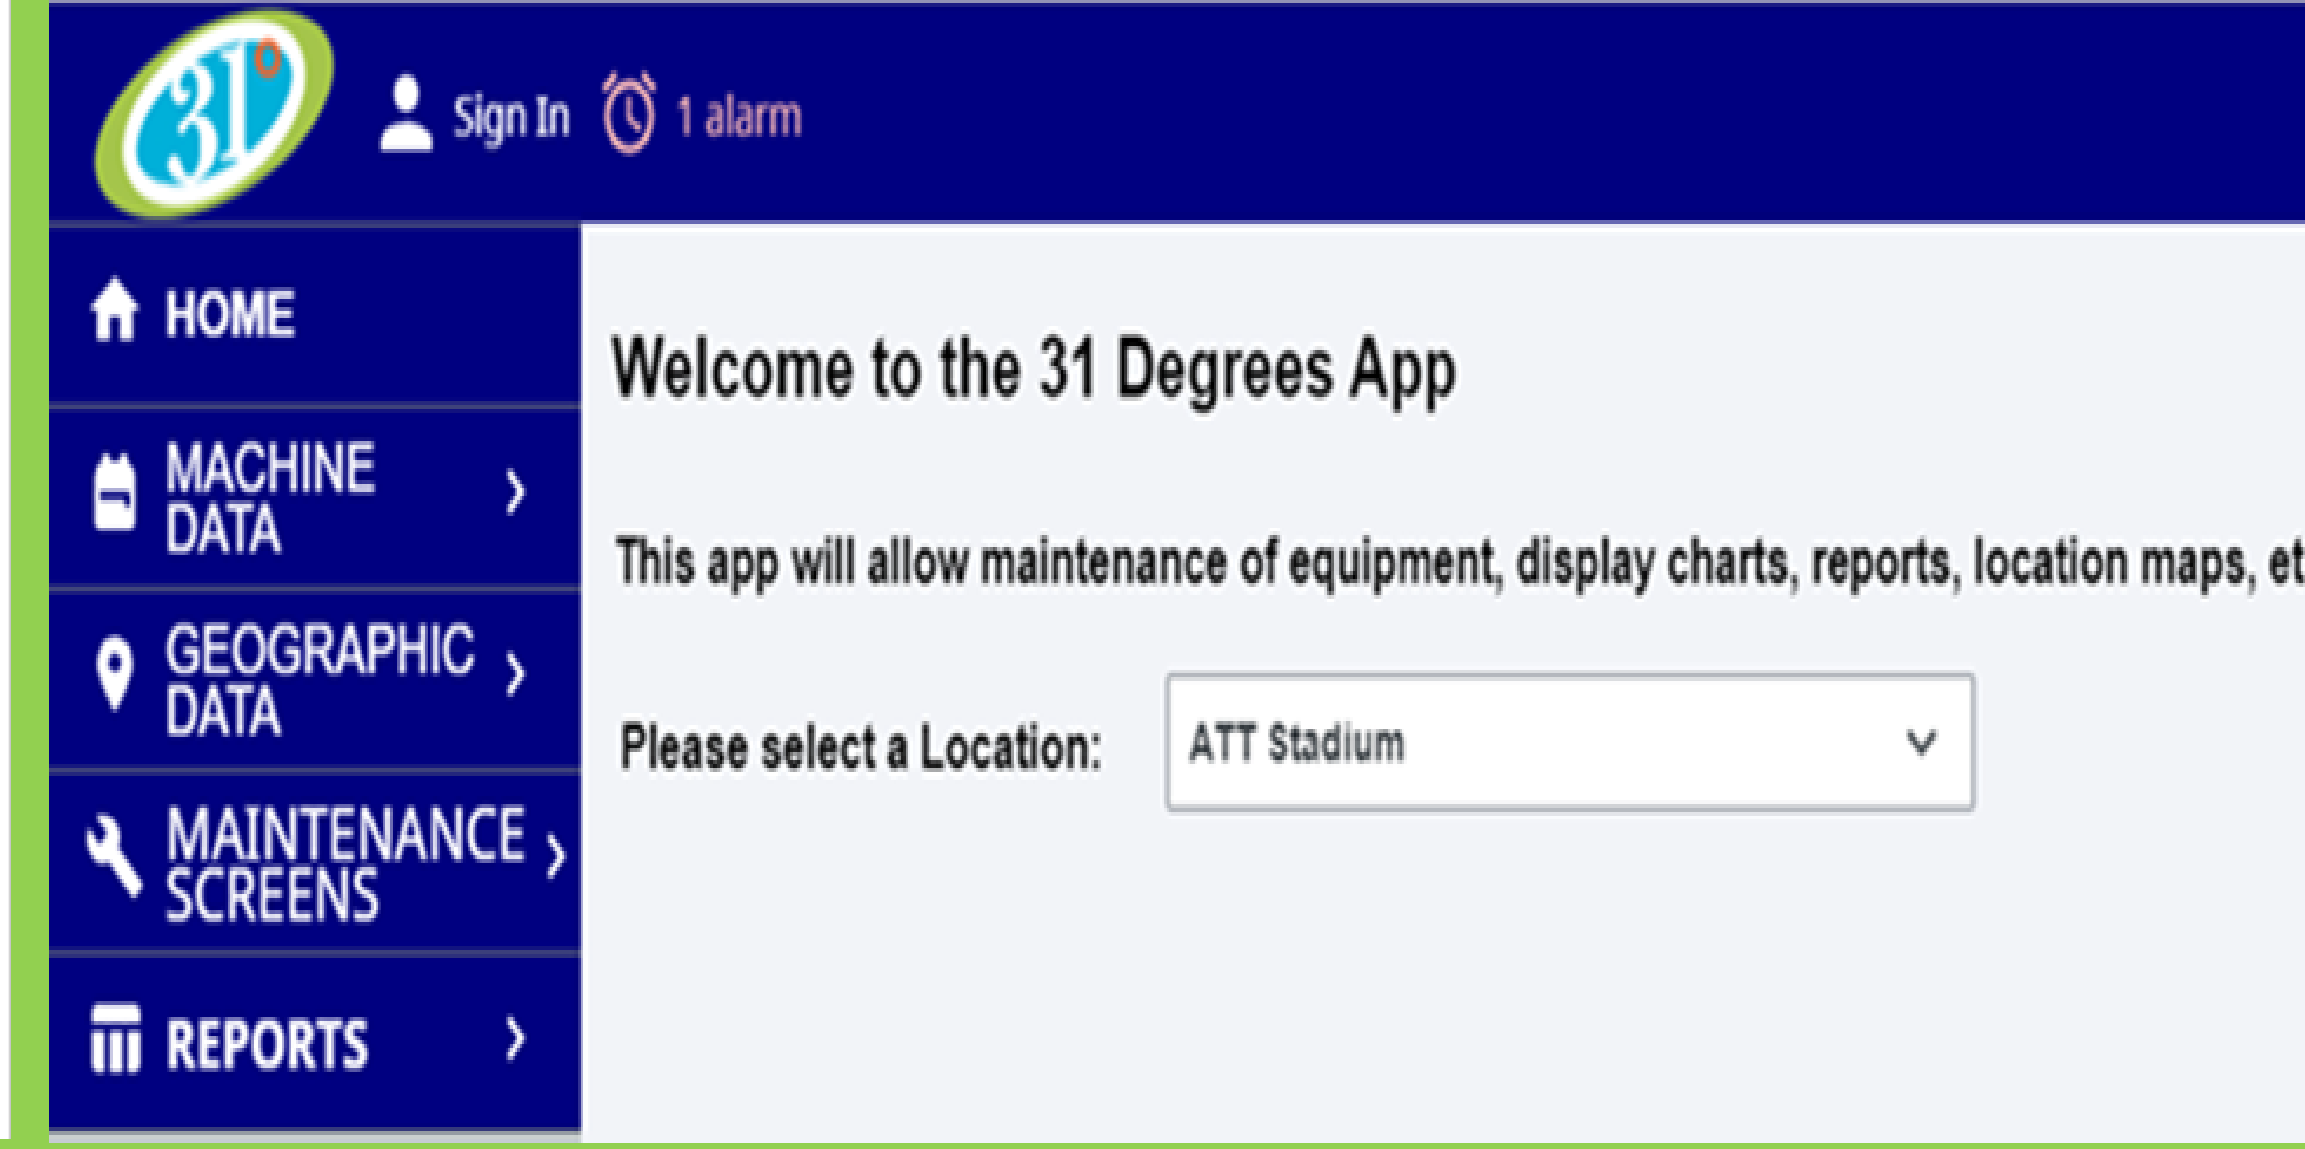 31°
Sign In
1 alarm
HOME
MACHINE
DATA
GEOGRAPHIC
DATA
MAINTENANCE
SCREENS
REPORTS
Welcome to the 31 Degrees App
This app will allow maintenance of equipment, display charts, reports, location maps, et
Please select a Location:
ATT Stadium